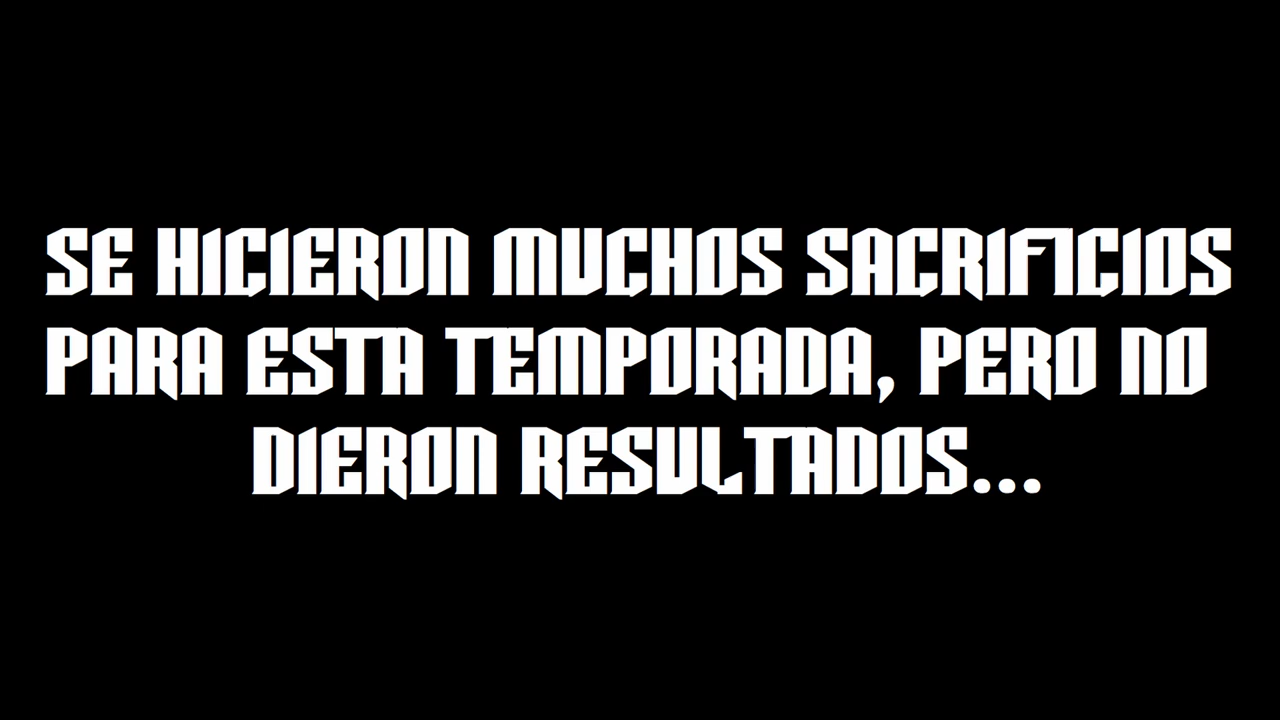 SE HICIERON MUCHOS SACRIFICIOS
PARA ESTA TEMPORADA, PERO NO
DIERON RESULTADOS...